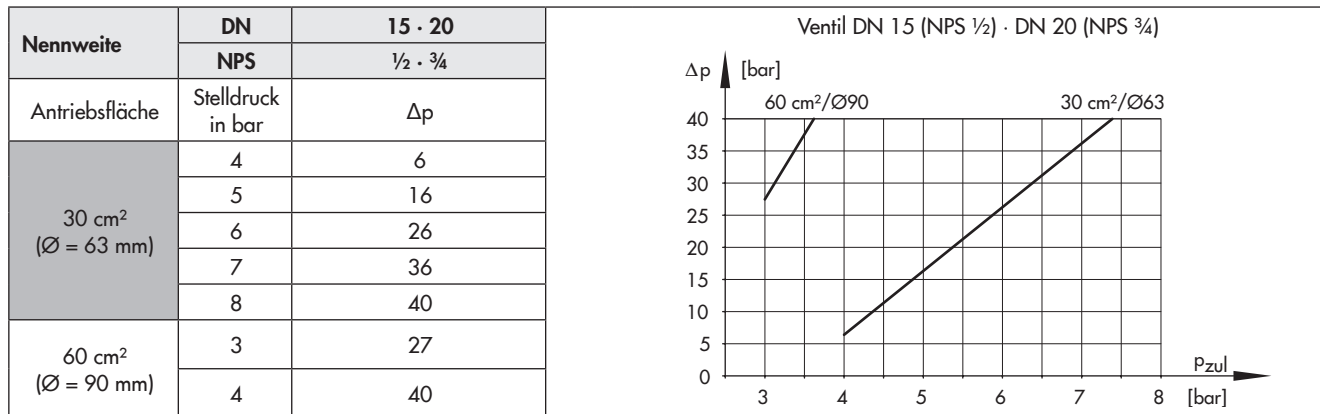 Nennweite DN 15 · 20
NPS ½ · ¾
Antriebsfläche Stelldruck in bar Δp
30 cm² (Ø = 63 mm) 4 6
5 16
6 26
7 36
8 40
60 cm² (Ø = 90 mm) 3 27
4 40
Ventil DN 15 (NPS ½) · DN 20 (NPS ¾)
Δp [bar]
60 cm²/Ø90 30 cm²/Ø63
40
35
30
25
20
15
10
5
0
pzul
3 4 5 6 7 8 [bar]